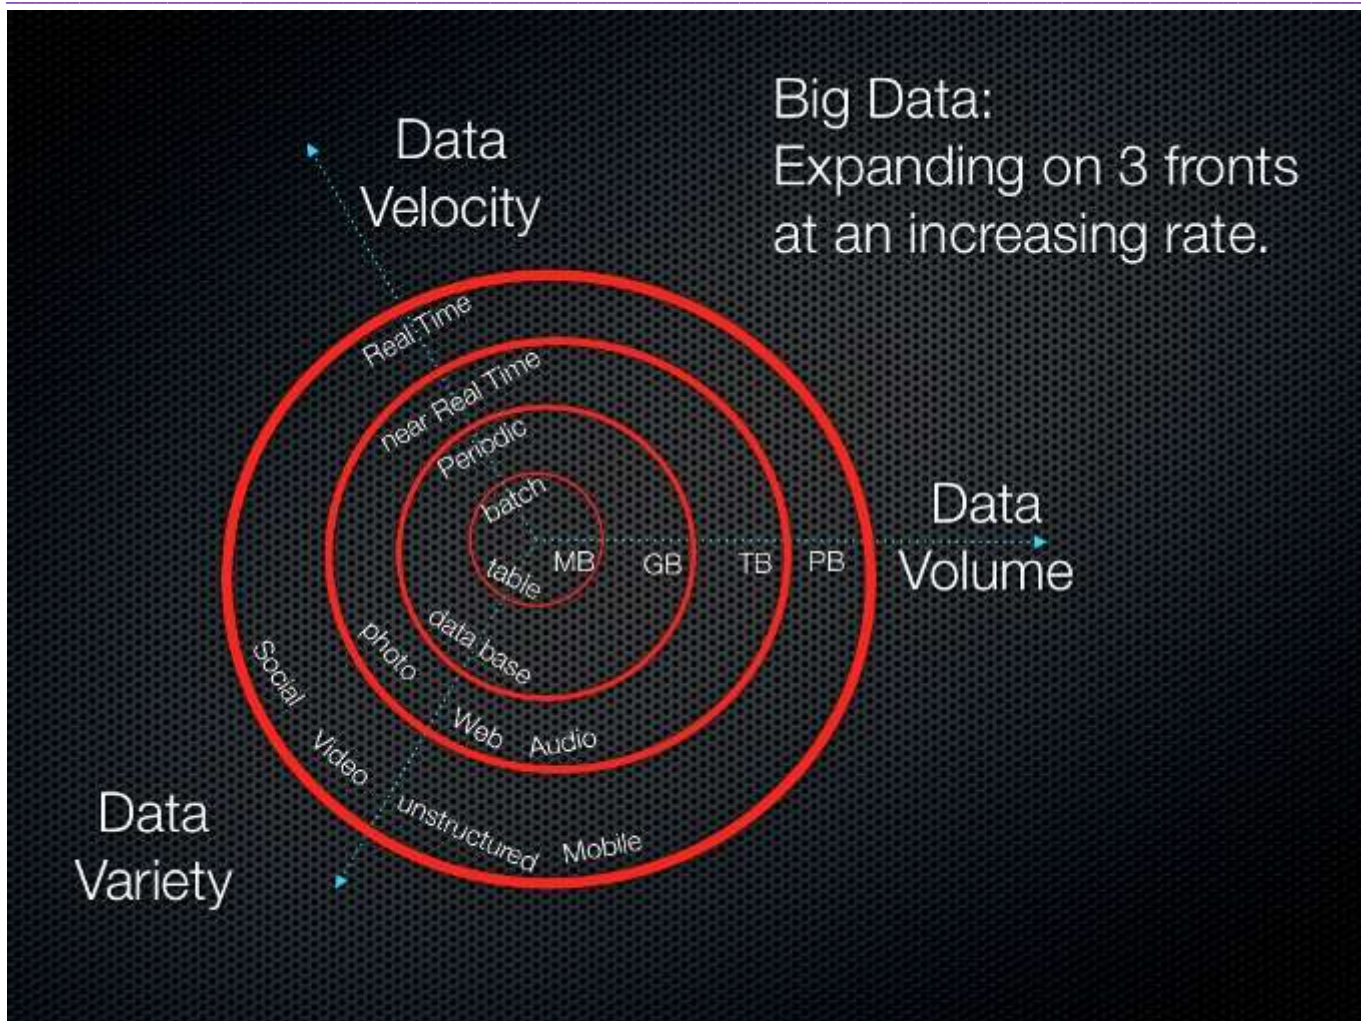 Big Data:
Expanding on 3 fronts
at an increasing rate.
Data
Velocity
Real Time
near Real Time
Periodic
batch
Data
Volume
MB GB TB PB
table
data base
photo Web Audio
Social Video unstructured Mobile
Data
Variety